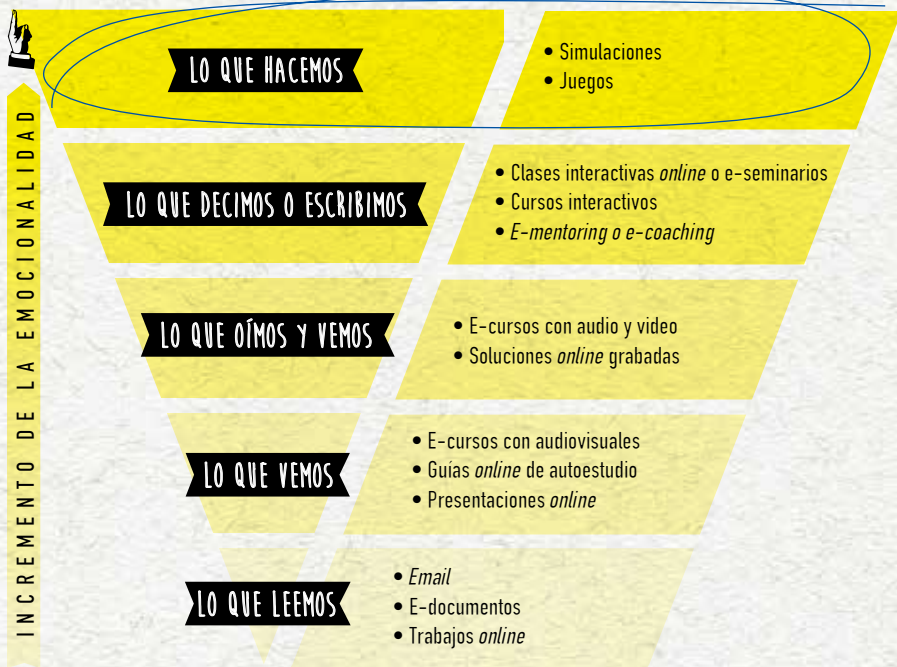 LO QUE HACEMOS
• Simulaciones
• Juegos
LO QUE DECIMOS O ESCRIBIMOS
• Clases interactivas online o e-seminarios
• Cursos interactivos
• E-mentoring o e-coaching
LO QUE OÍMOS Y VEMOS
• E-cursos con audio y video
• Soluciones online grabadas
LO QUE VEMOS
• E-cursos con audiovisuales
• Guías online de autoestudio
• Presentaciones online
LO QUE LEEMOS
• Email
• E-documentos
• Trabajos online
INCREMENTO DE LA EMOCIONALIDAD